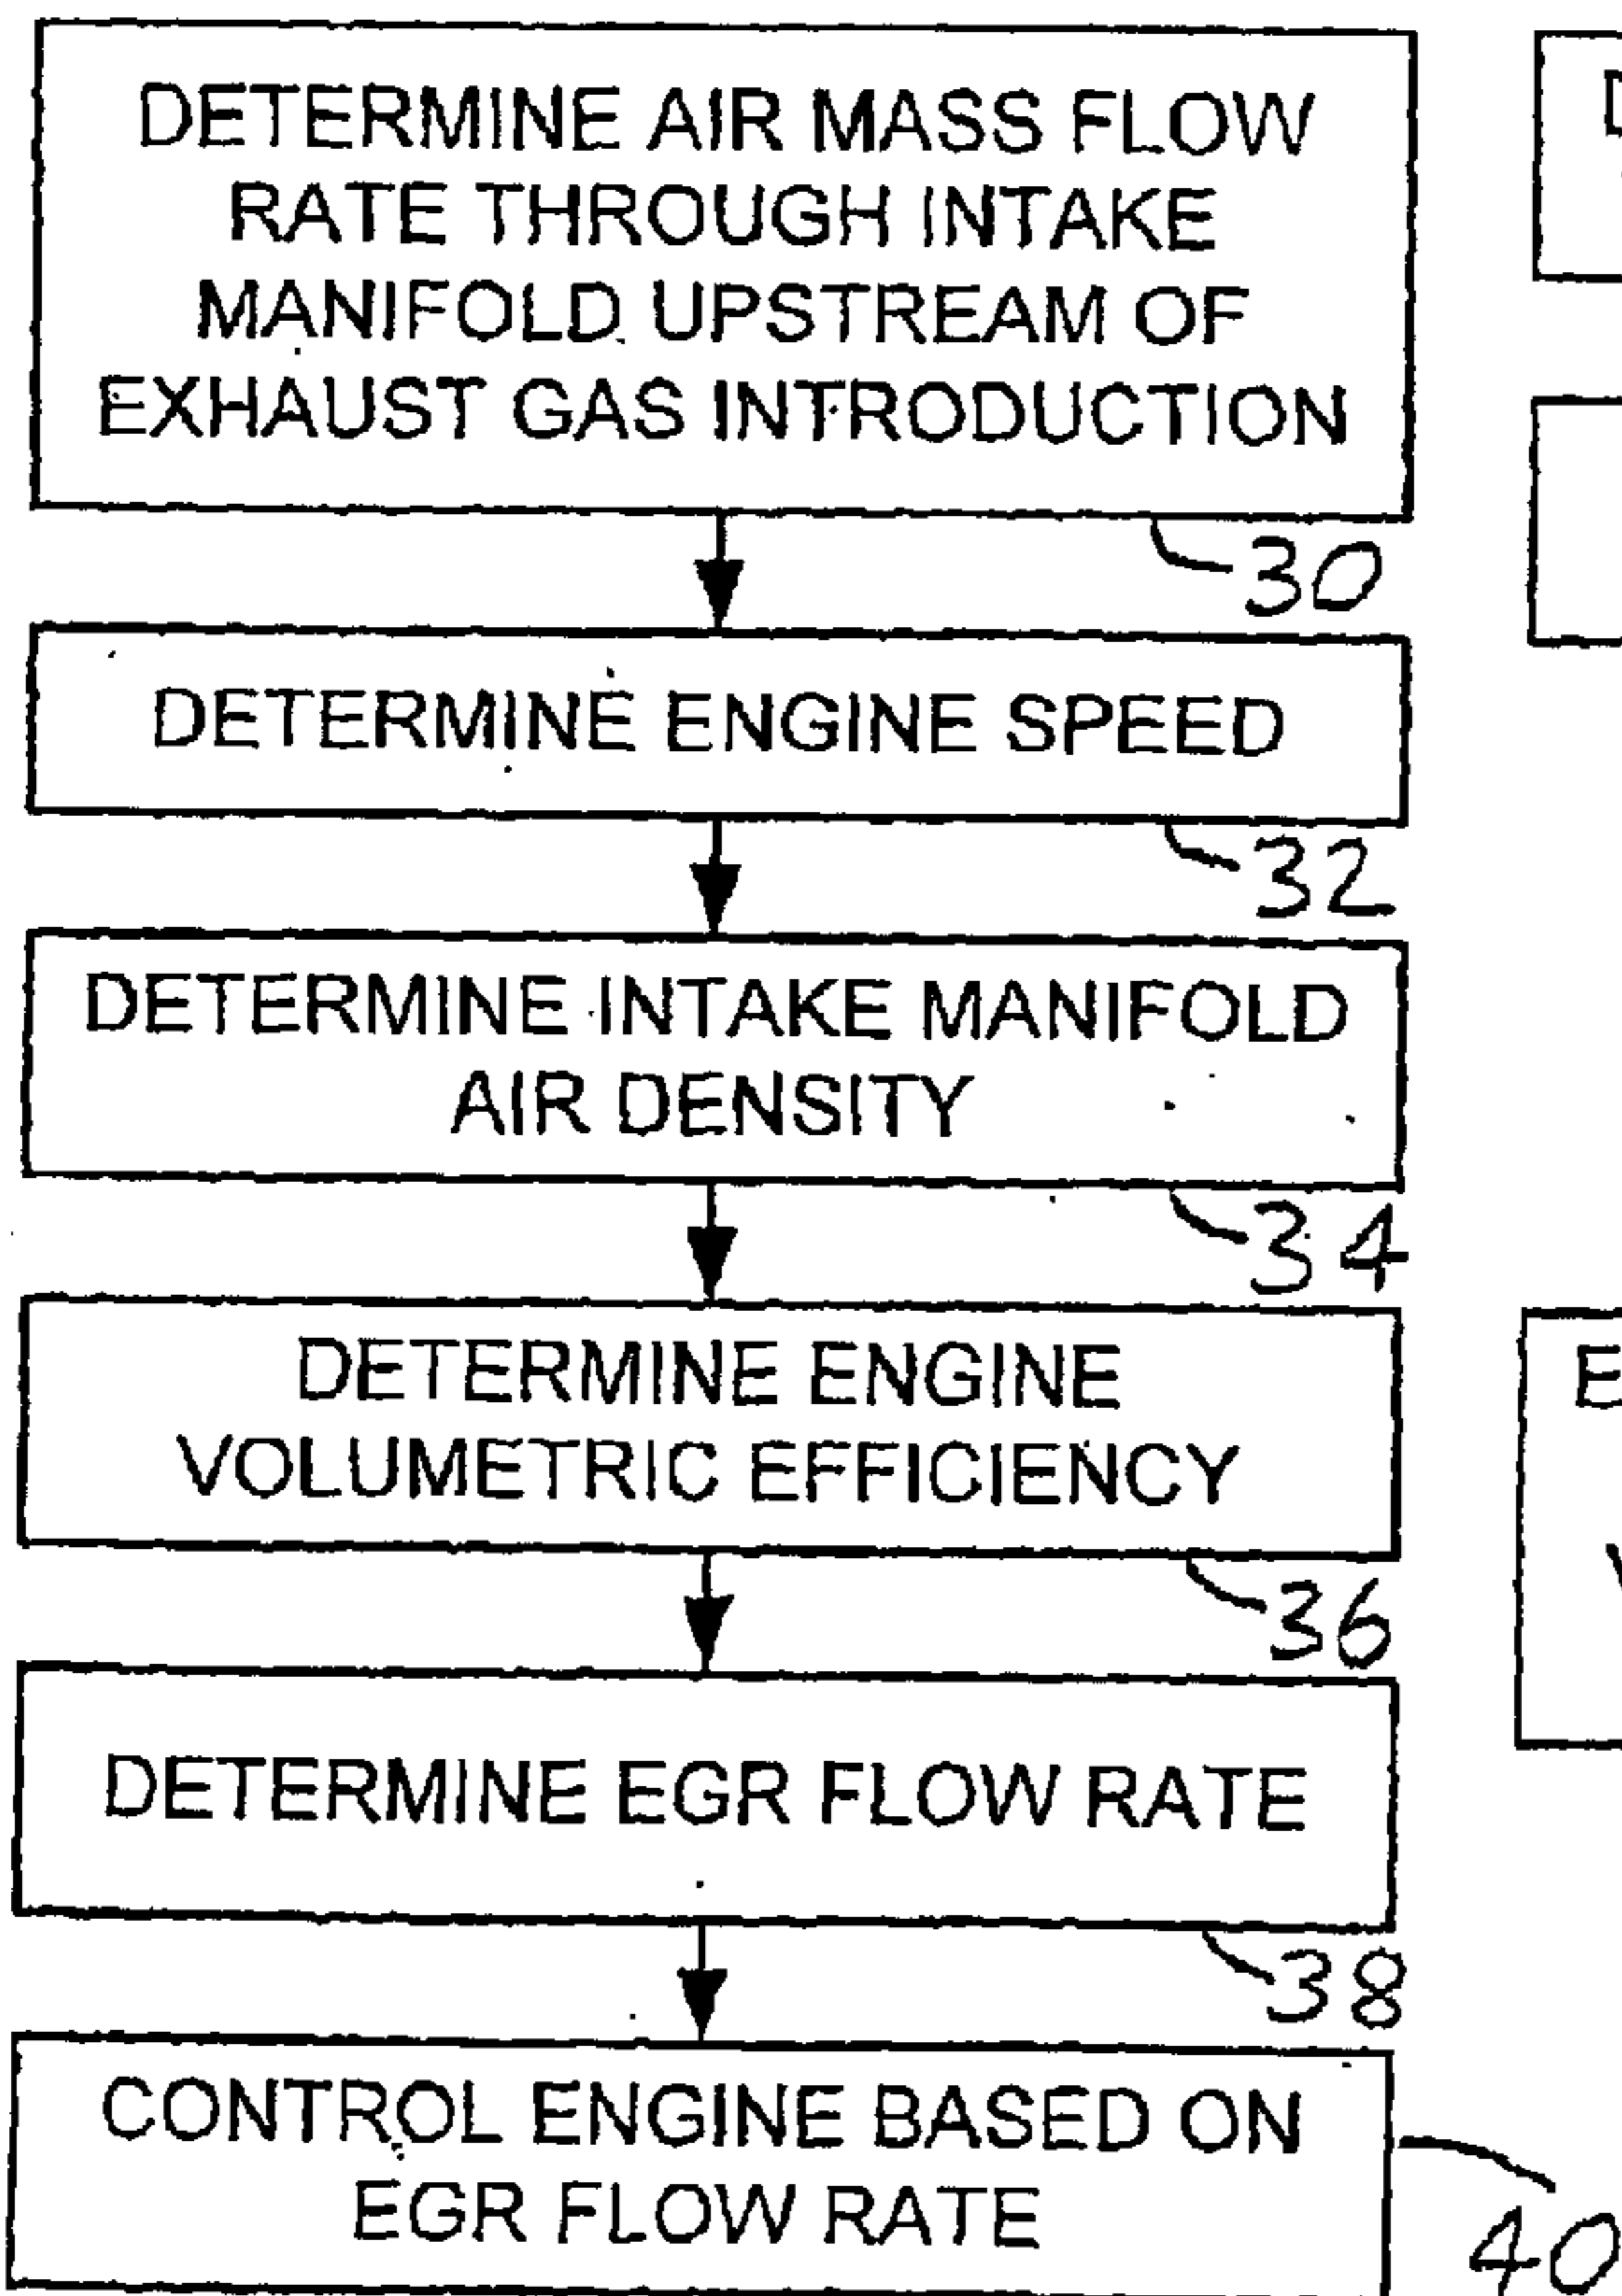 DETERMINE AIR MASS FLOW
RATE THROUGH INTAKE
MANIFOLD UPSTREAM OF
EXHAUST GAS INTRODUCTION
30
DETERMINE ENGINE SPEED
32
DETERMINE INTAKE MANIFOLD
AIR DENSITY
34
DETERMINE ENGINE
VOLUMETRIC EFFICIENCY
36
DETERMINE EGR FLOW RATE
38
CONTROL ENGINE BASED ON
EGR FLOW RATE
40